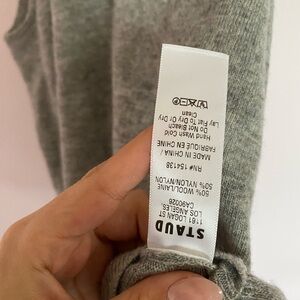 STAUD
1161 LOGAN ST
LOS ANGELES,
CA90026
50% WOOL/LAINE
50% NYLON/NYLON
RN# 154138
MADE IN CHINA /
FABRIQUÉ EN CHINE
Hand Wash Cold
Do Not Bleach
Lay Flat To Dry Or Dry
Clean